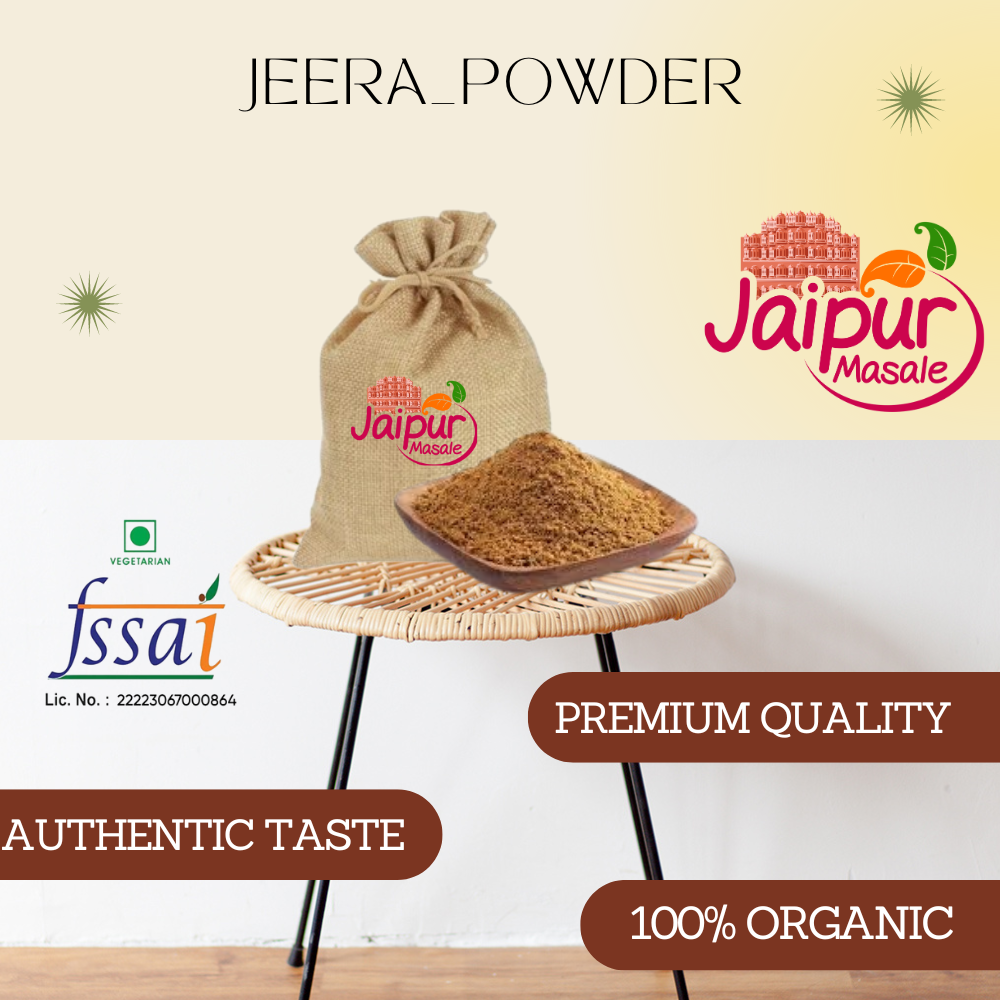 JEERA_POWDER
Jaipur
Masale
Jaipur
Masale
VEGETARIAN
fssai
Lic. No. : 22223067000864
PREMIUM QUALITY
AUTHENTIC TASTE
100% ORGANIC